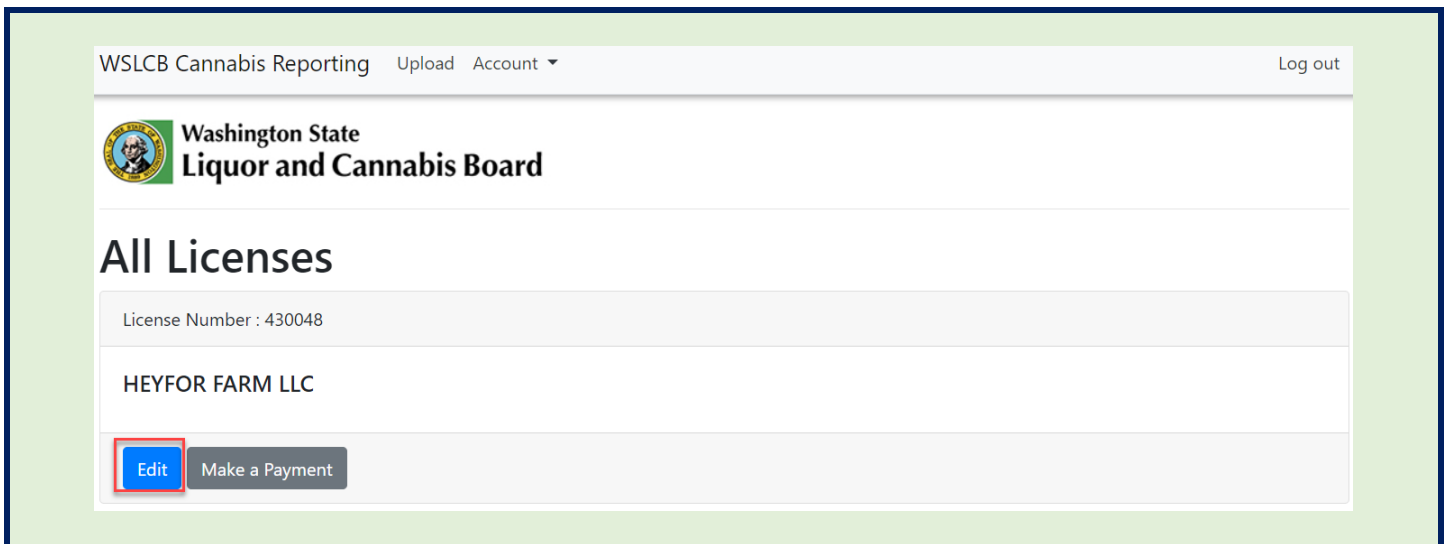 WSLCB Cannabis Reporting Upload Account Log out
Washington State
Liquor and Cannabis Board
All Licenses
License Number : 430048
HEYFOR FARM LLC
Edit Make a Payment